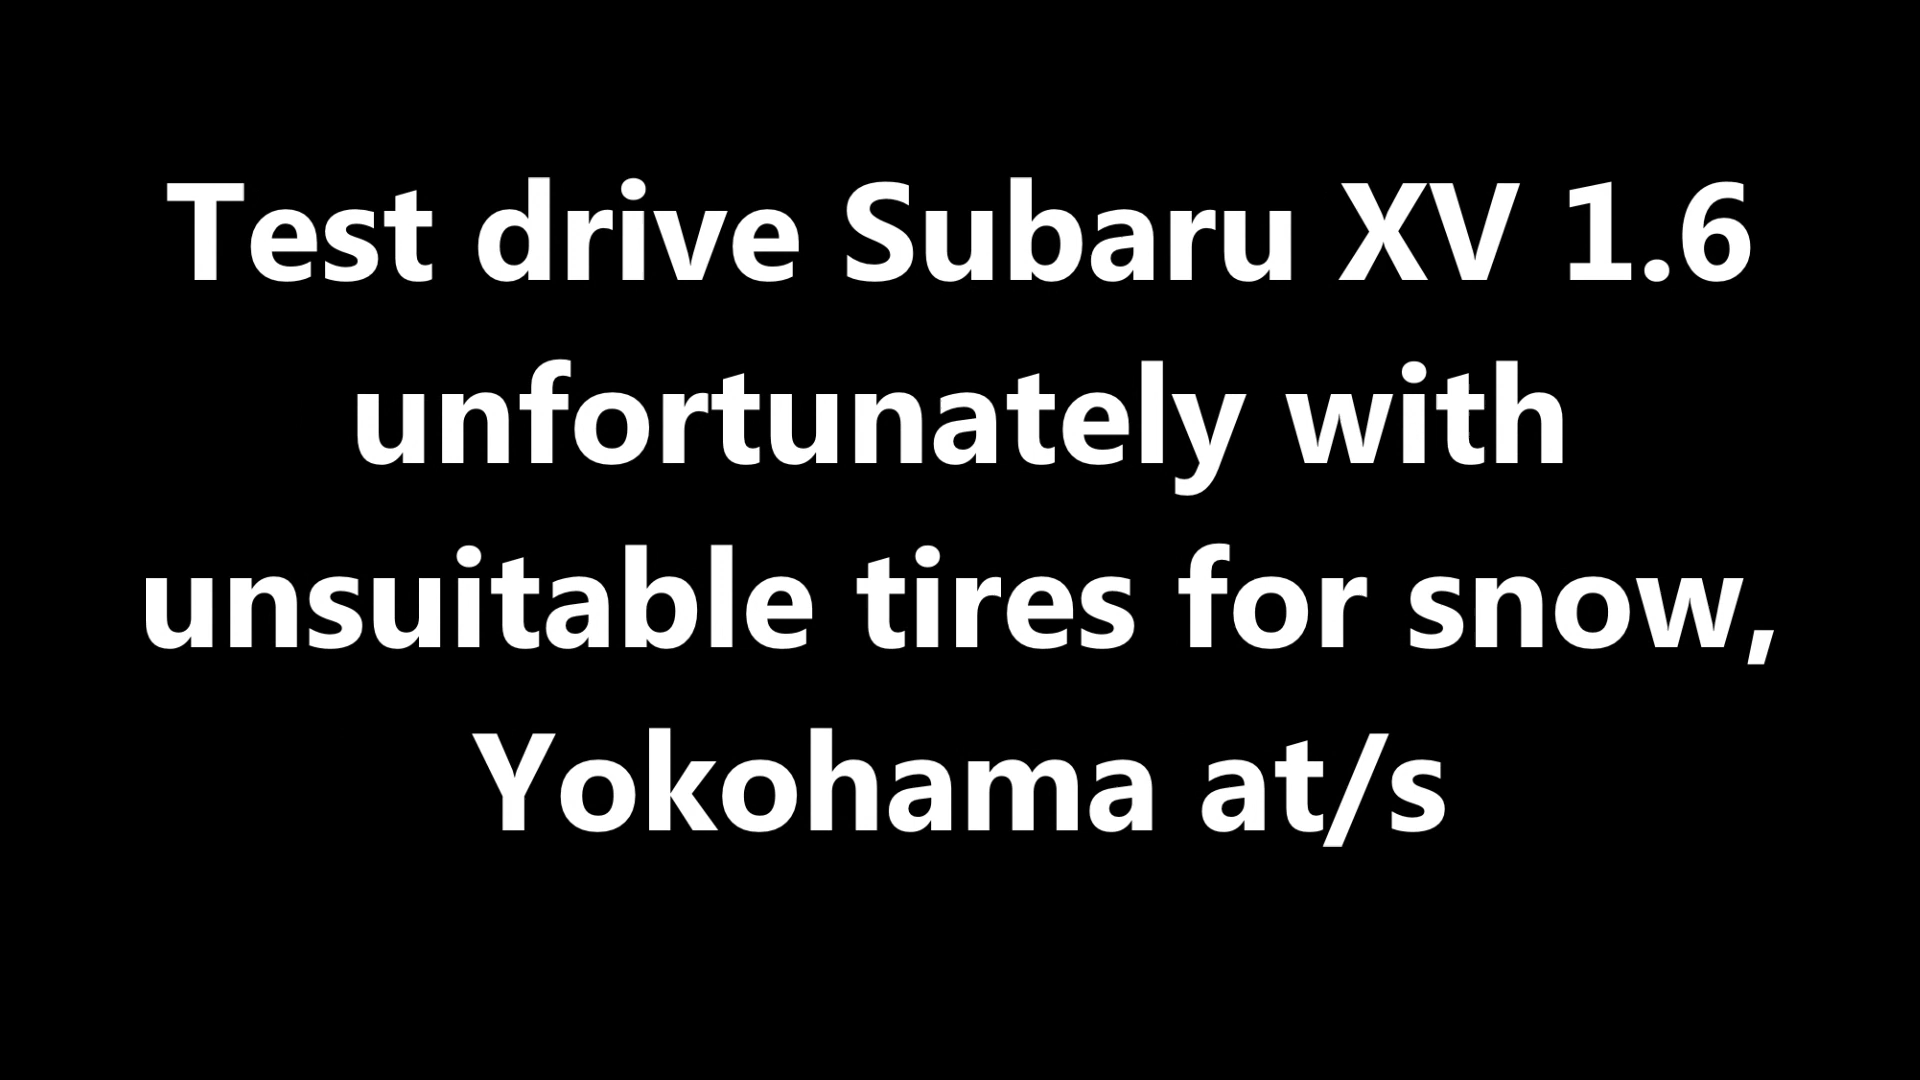 Test drive Subaru XV 1.6
unfortunately with
unsuitable tires for snow,
Yokohama at/s